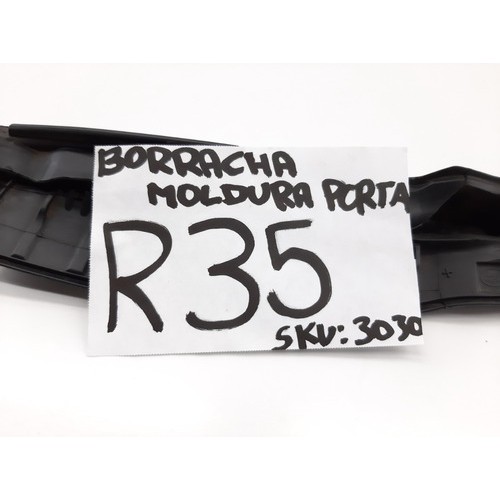 BORRACHA
MOLDURA PORTA
R35
SKU: 3030